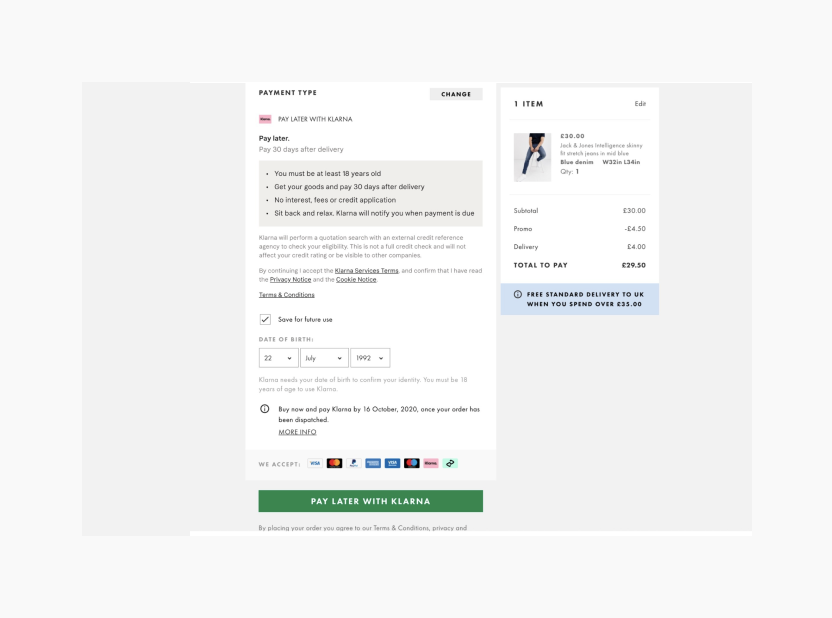 PAYMENT TYPE
CHANGE
Klarna.
PAY LATER WITH KLARNA
Pay later.
Pay 30 days after delivery
• You must be at least 18 years old
• Get your goods and pay 30 days after delivery
• No interest, fees or credit application
• Sit back and relax. Klarna will notify you when payment is due
Klarna will perform a quotation search with an external credit reference
agency to check your eligibility. This is not a full credit check and will not
affect your credit rating or be visible to other companies.
By continuing I accept the Klarna Services Terms, and confirm that I have read
the Privacy Notice and the Cookie Notice.
Terms & Conditions
Save for future use
DATE OF BIRTH:
22 July 1992
Klarna needs your date of birth to confirm your identity. You must be 18
years of age to use Klarna.
Buy now and pay Klarna by 16 October, 2020, once your order has
been dispatched.
MORE INFO
WE ACCEPT: VISA PayPal VISA Klarna.
PAY LATER WITH KLARNA
By placing your order you agree to our Terms & Conditions, privacy and
1 ITEM
Edit
£30.00
Jack & Jones Intelligence skinny
fit stretch jeans in mid blue
Blue denim W32in L34in
Qty: 1
Subtotal £30.00
Promo -£4.50
Delivery £4.00
TOTAL TO PAY £29.50
FREE STANDARD DELIVERY TO UK
WHEN YOU SPEND OVER £35.00